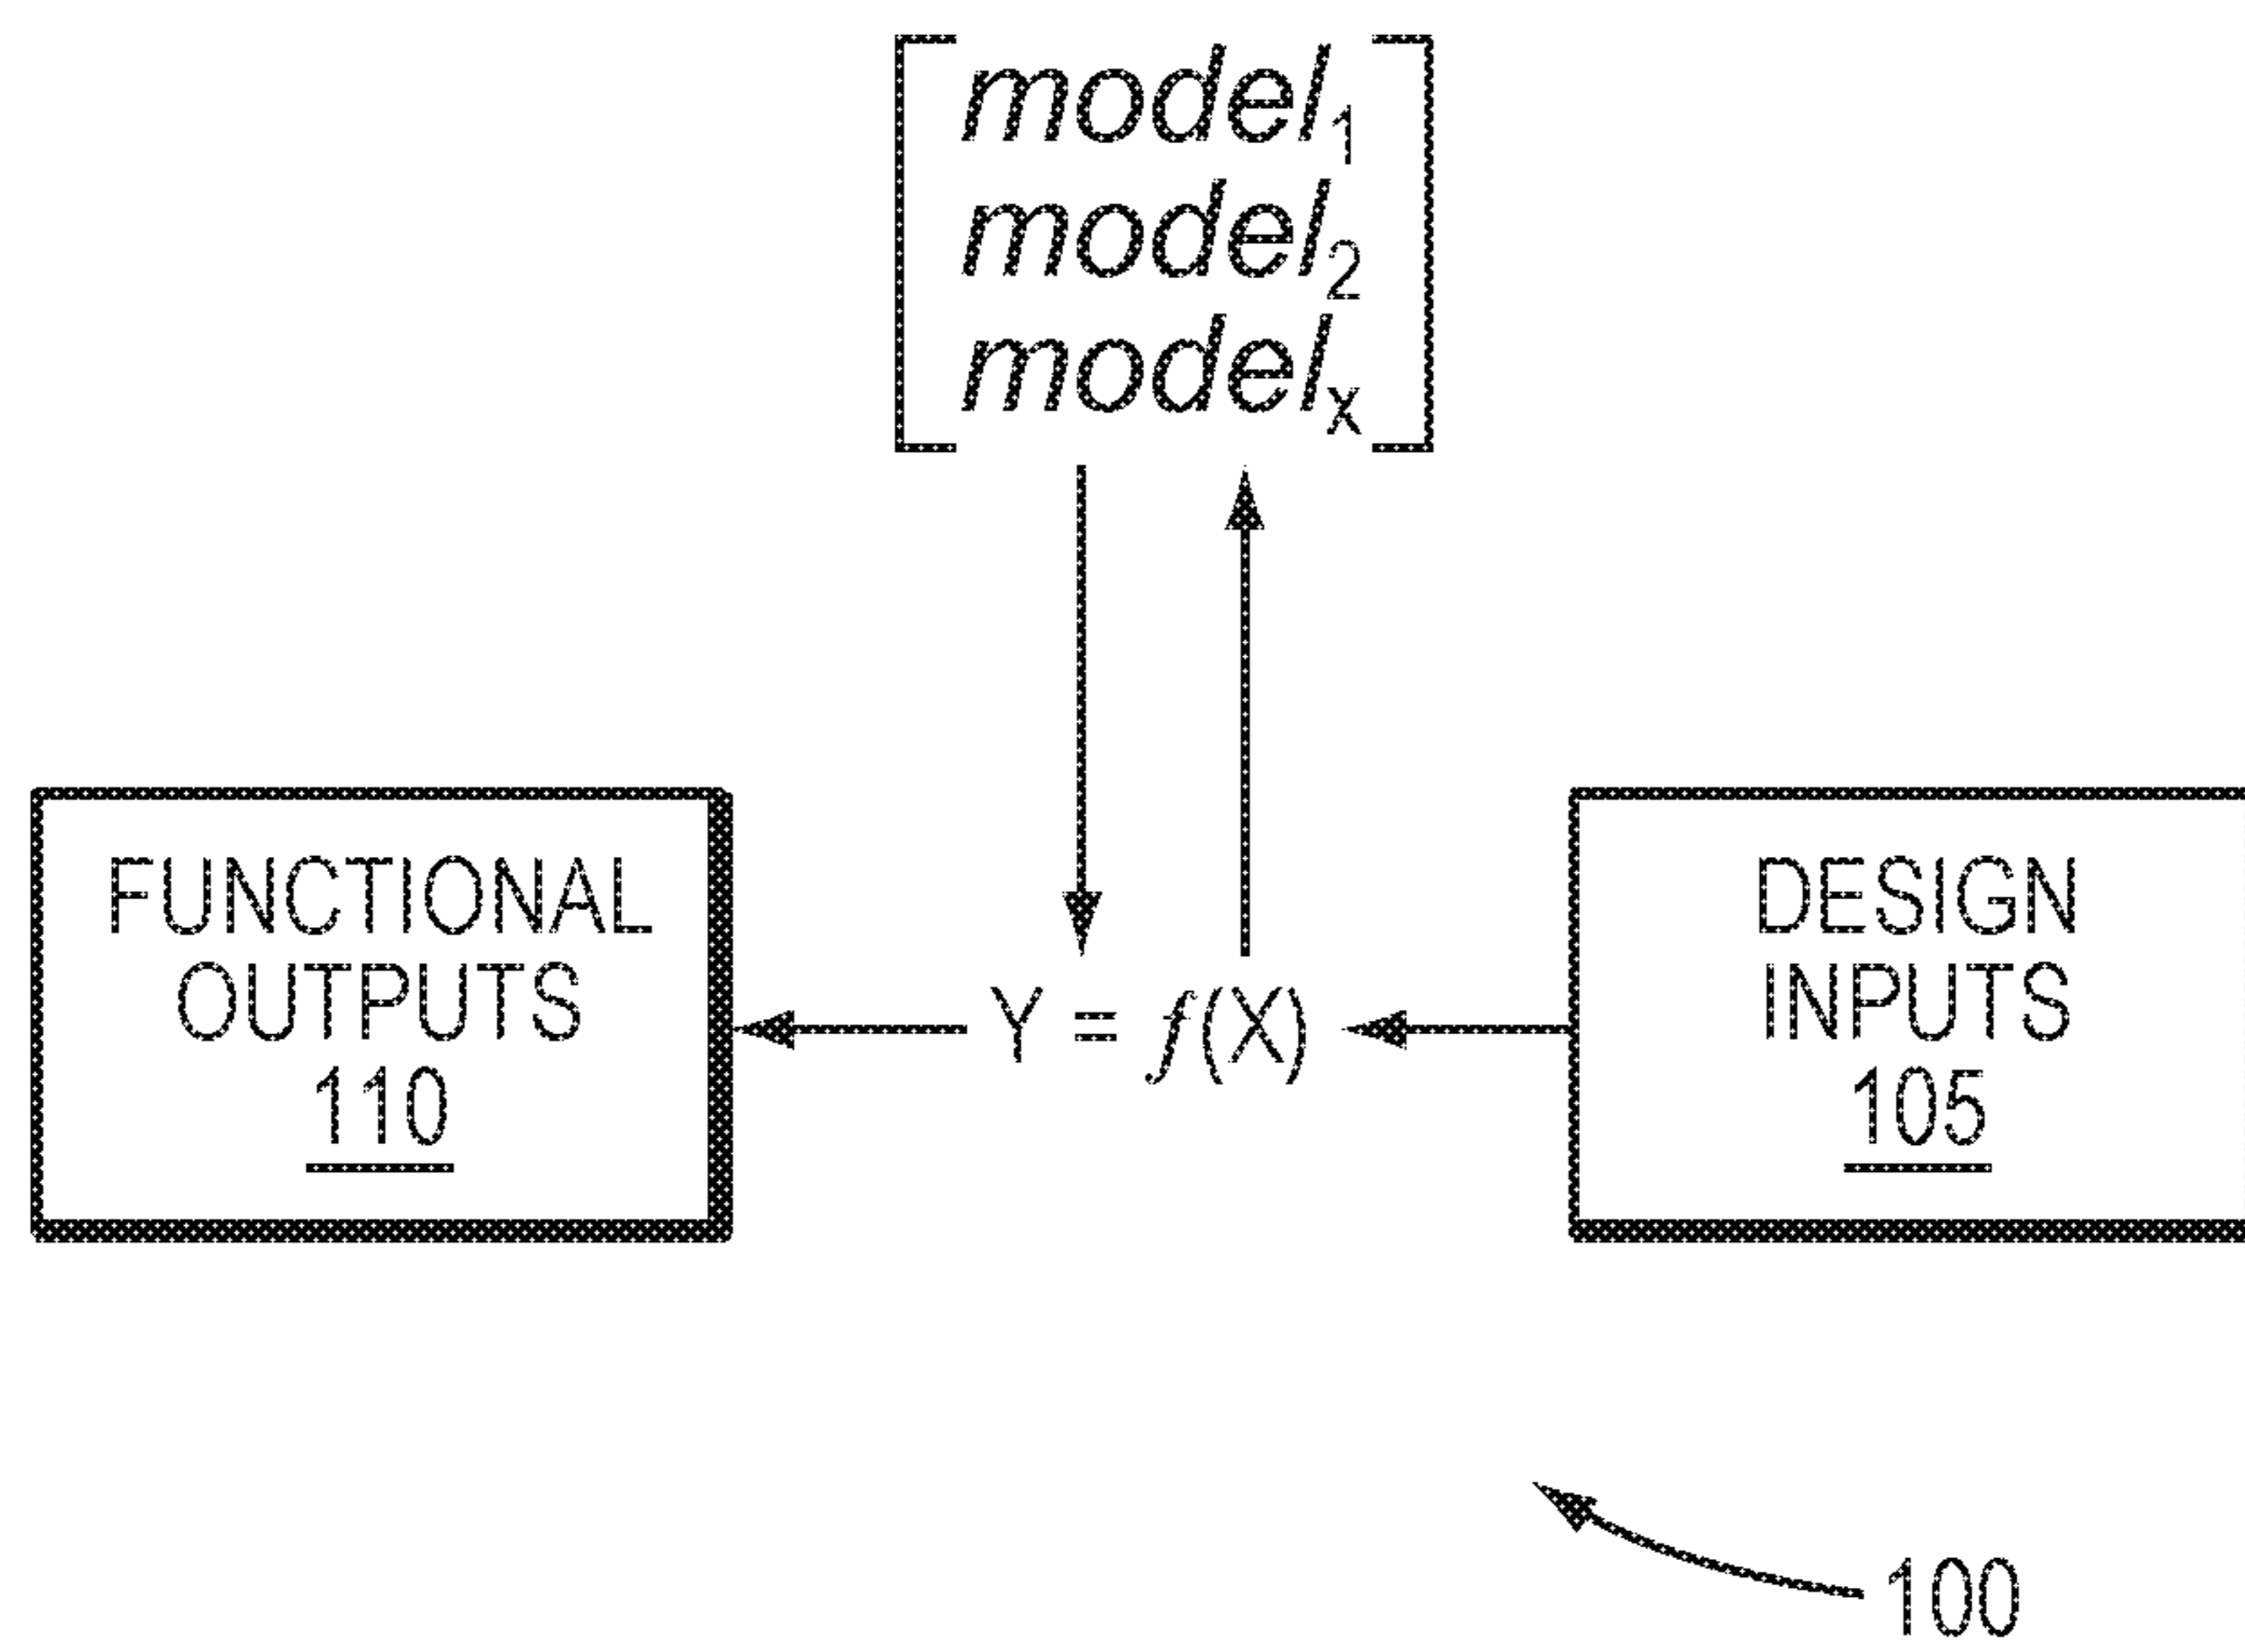 model₁
model₂
modelₓ
FUNCTIONAL
OUTPUTS
110
Y = f(X)
DESIGN
INPUTS
105
100